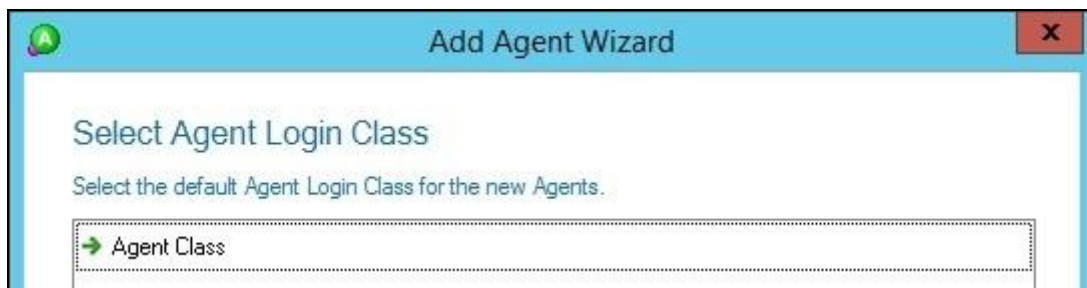 Add Agent Wizard
x
Select Agent Login Class
Select the default Agent Login Class for the new Agents.
Agent Class